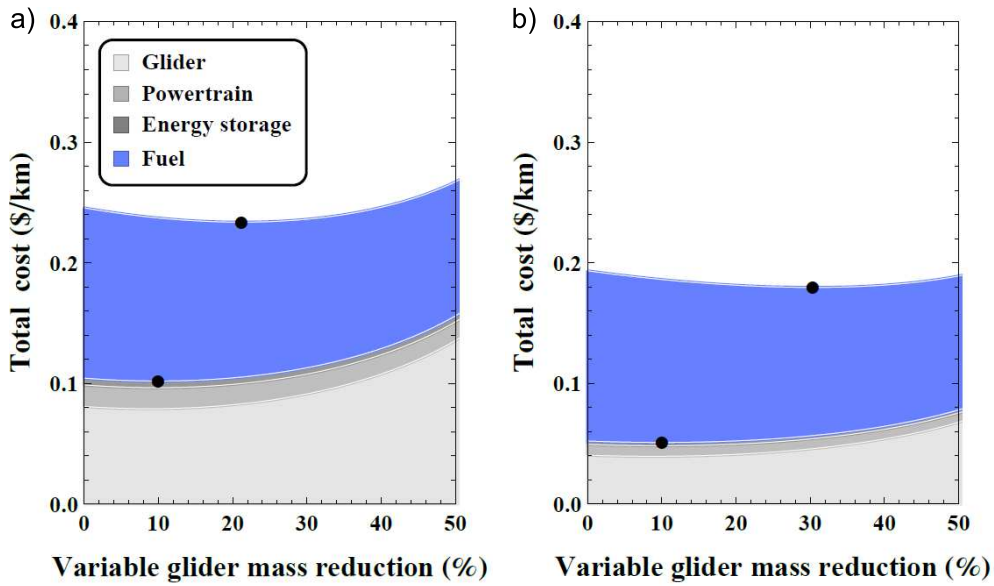 a)
0.4
0.3
0.2
0.1
0.0
Total cost ($/km)
Glider
Powertrain
Energy storage
Fuel
0 10 20 30 40 50
Variable glider mass reduction (%)
b)
0.4
0.3
0.2
0.1
0.0
Total cost ($/km)
0 10 20 30 40 50
Variable glider mass reduction (%)